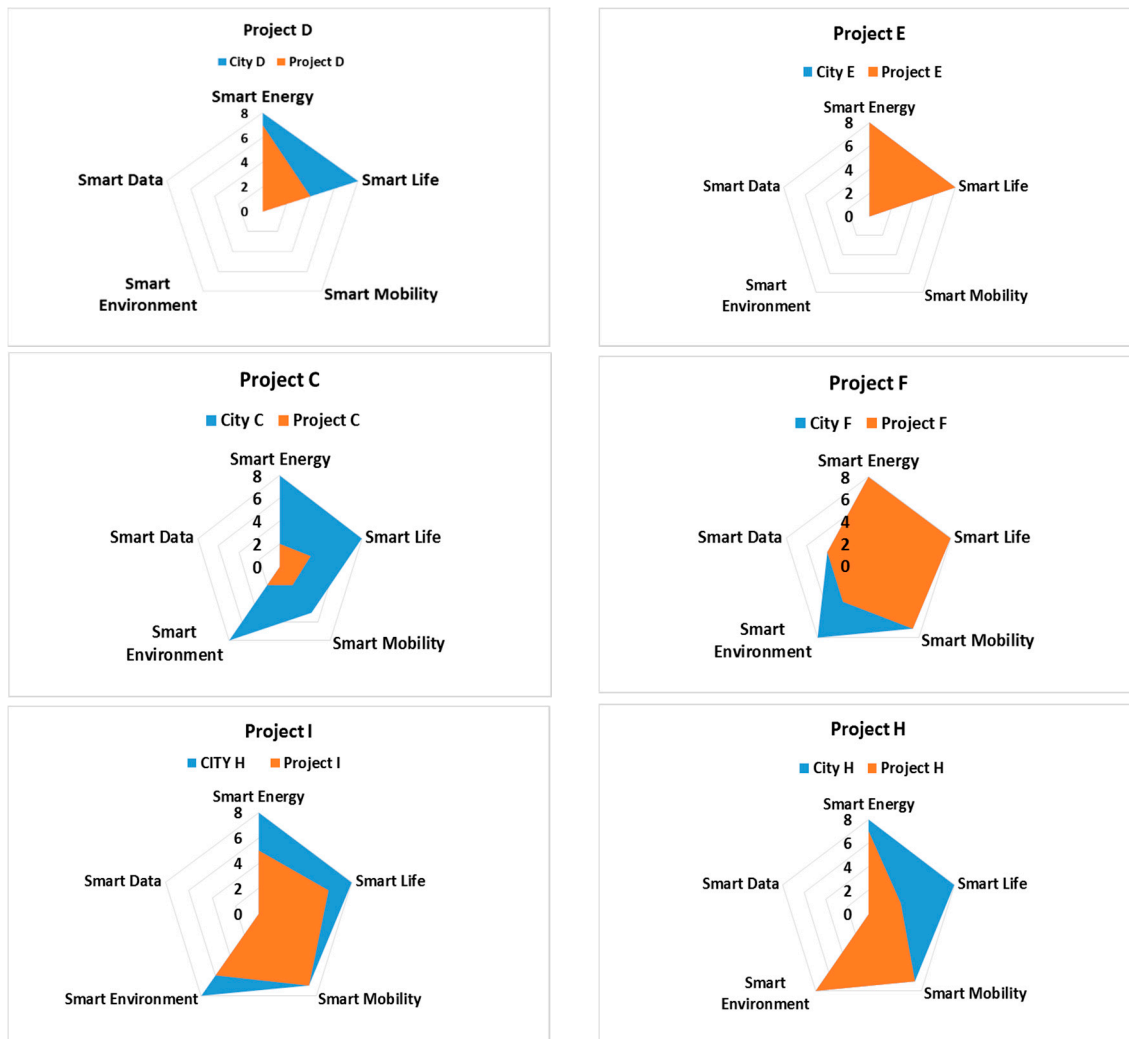 Project D
City D Project D
Smart Energy
8
6
4
2
0
Smart Data
Smart Life
Smart
Environment
Smart Mobility
Project E
City E Project E
Smart Energy
8
6
4
2
0
Smart Data
Smart Life
Smart
Environment
Smart Mobility
Project C
City C Project C
Smart Energy
8
6
4
2
0
Smart Data
Smart Life
Smart
Environment
Smart Mobility
Project F
City F Project F
Smart Energy
8
6
4
2
0
Smart Data
Smart Life
Smart
Environment
Smart Mobility
Project I
CITY H Project I
Smart Energy
8
6
4
2
0
Smart Data
Smart Life
Smart Environment
Smart Mobility
Project H
City H Project H
Smart Energy
8
6
4
2
0
Smart Data
Smart Life
Smart
Environment
Smart Mobility